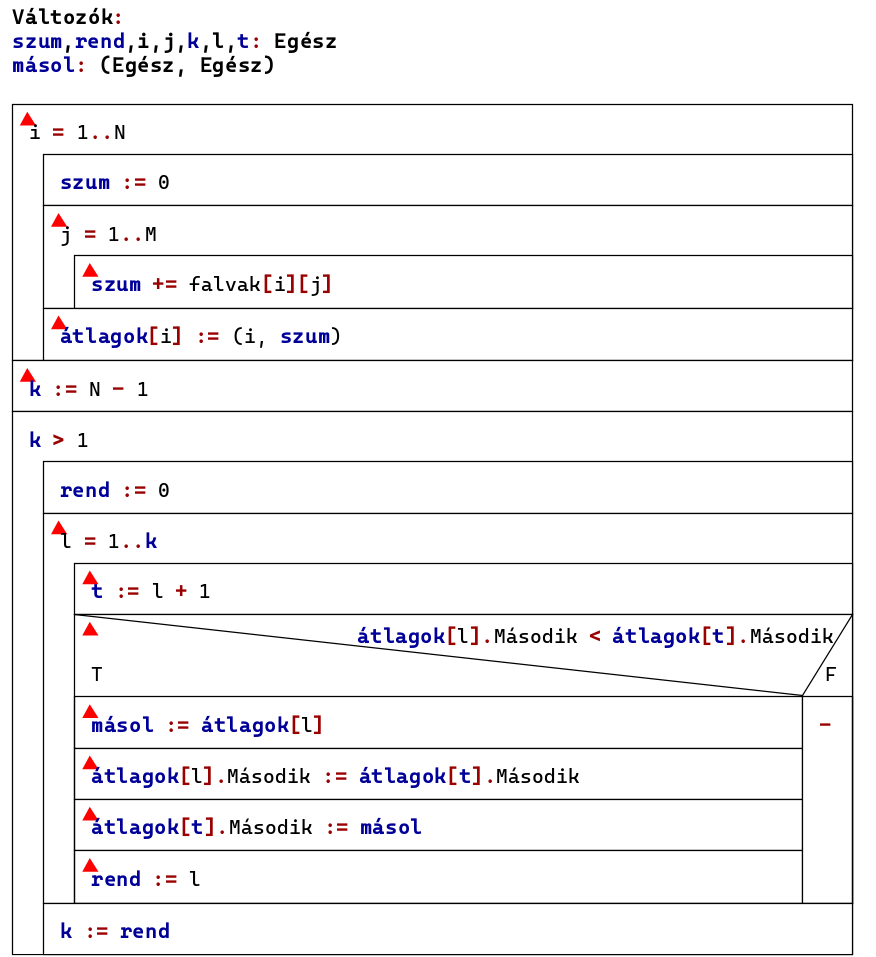 Változók:
szum,rend,i,j,k,l,t: Egész
másol: (Egész, Egész)
i = 1..N
szum := 0
j = 1..M
szum += falvak[i][j]
átlagok[i] := (i, szum)
k := N - 1
k > 1
rend := 0
l = 1..k
t := l + 1
átlagok[l].Második < átlagok[t].Második
T F
másol := átlagok[l]
-
átlagok[l].Második := átlagok[t].Második
átlagok[t].Második := másol
rend := l
k := rend